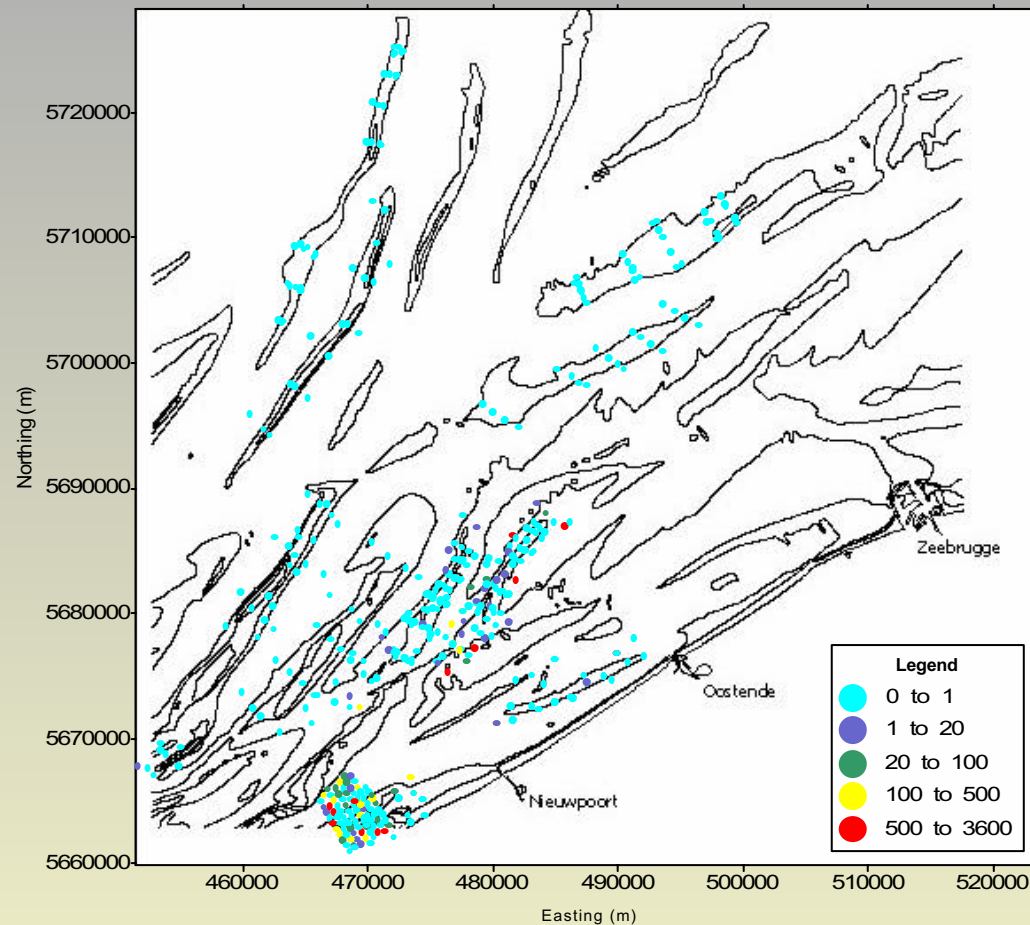 5720000
5710000
5700000
5690000
5680000
5670000
5660000
Northing (m)
Zeebrugge
Oostende
Nieuwpoort
Legend
0 to 1
1 to 20
20 to 100
100 to 500
500 to 3600
460000 470000 480000 490000 500000 510000 520000
Easting (m)